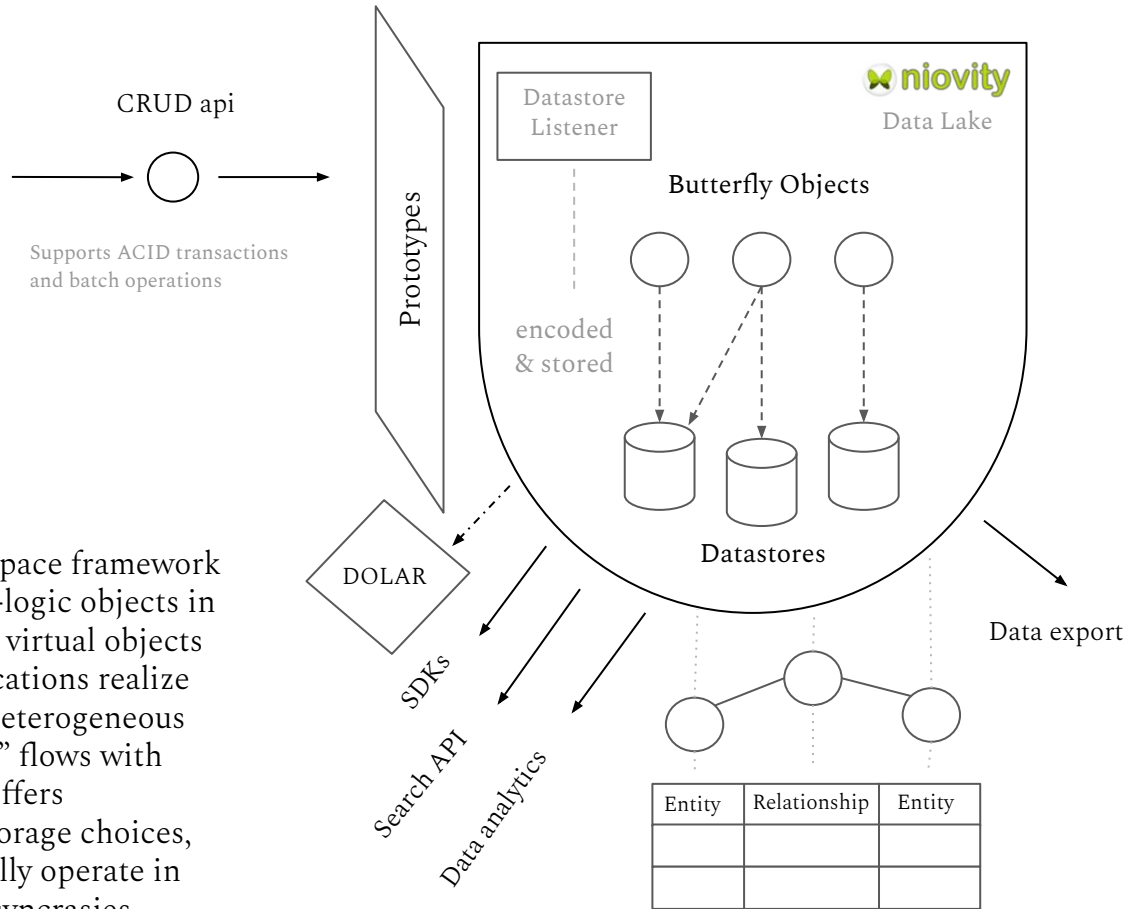 CRUD api
Supports ACID transactions
and batch operations
Prototypes
Datastore
Listener
niovity
Data Lake
Butterfly Objects
encoded
& stored
Datastores
DOLAR
SDKs
Search API
Data analytics
Data export
Entity Relationship Entity
pace framework
-logic objects in
virtual objects
cations realize
eterogeneous
” flows with
ffers
orage choices,
lly operate in